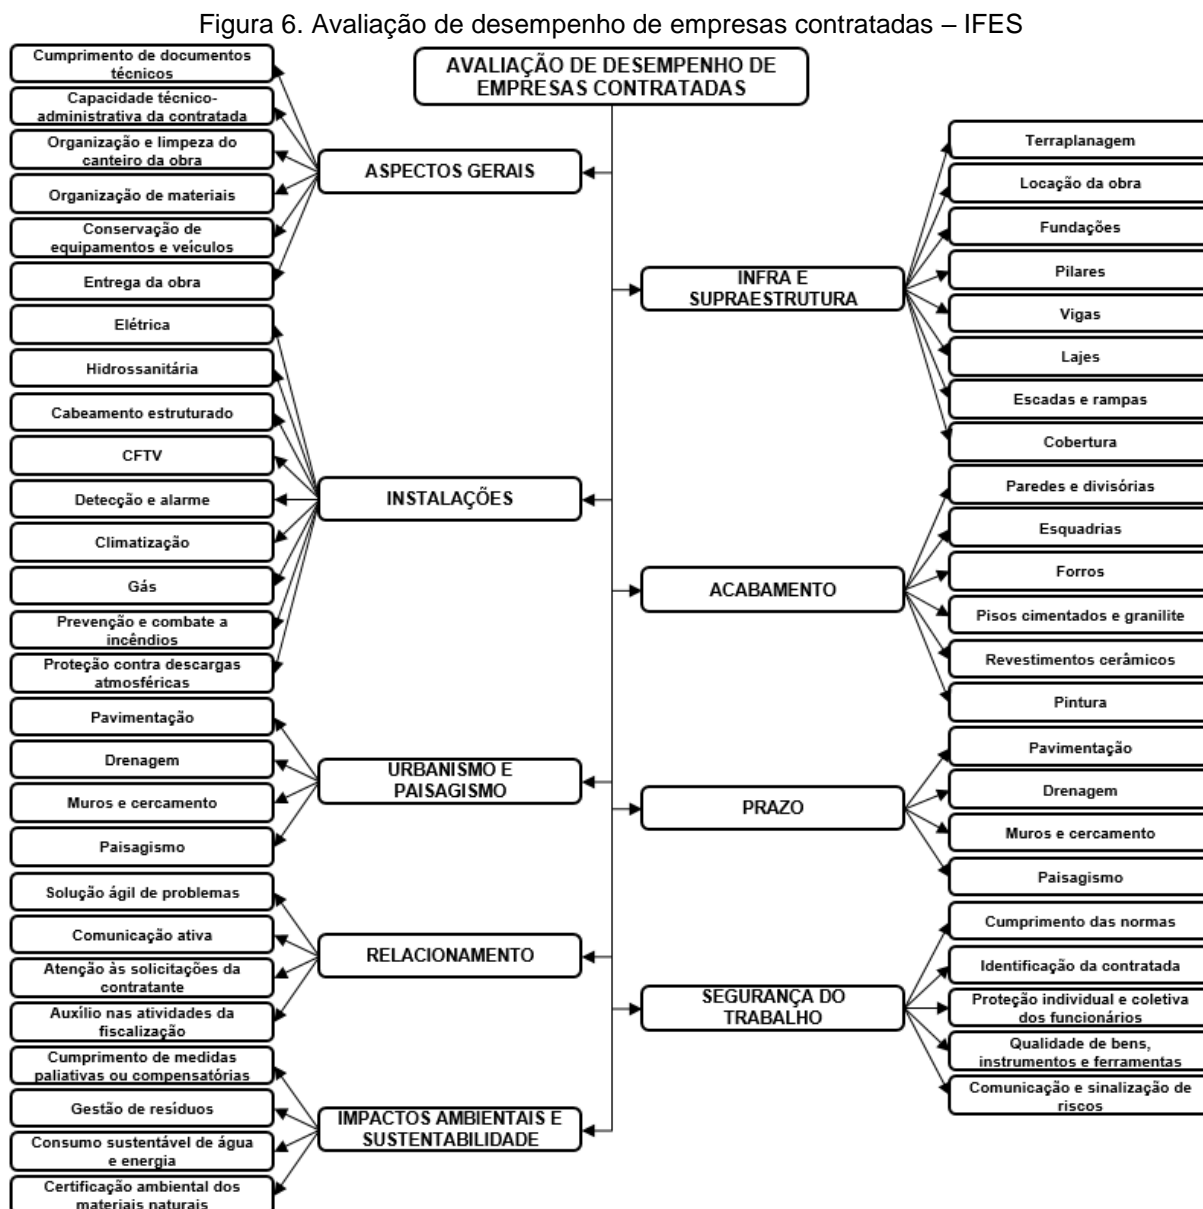 Figura 6. Avaliação de desempenho de empresas contratadas – IFES
AVALIAÇÃO DE DESEMPENHO DE
EMPRESAS CONTRATADAS
ASPECTOS GERAIS
Cumprimento de documentos
técnicos
Capacidade técnico-
administrativa da contratada
Organização e limpeza do
canteiro da obra
Organização de materiais
Conservação de
equipamentos e veículos
Entrega da obra
INFRA E
SUPRAESTRUTURA
Terraplanagem
Locação da obra
Fundações
Pilares
Vigas
Lajes
Escadas e rampas
Cobertura
INSTALAÇÕES
Elétrica
Hidrossanitária
Cabeamento estruturado
CFTV
Detecção e alarme
Climatização
Gás
Prevenção e combate a
incêndios
Proteção contra descargas
atmosféricas
ACABAMENTO
Paredes e divisórias
Esquadrias
Forros
Pisos cimentados e granilite
Revestimentos cerâmicos
Pintura
URBANISMO E
PAISAGISMO
Pavimentação
Drenagem
Muros e cercamento
Paisagismo
PRAZO
Pavimentação
Drenagem
Muros e cercamento
Paisagismo
RELACIONAMENTO
Solução ágil de problemas
Comunicação ativa
Atenção às solicitações da
contratante
Auxílio nas atividades da
fiscalização
SEGURANÇA DO
TRABALHO
Cumprimento das normas
Identificação da contratada
Proteção individual e coletiva
dos funcionários
Qualidade de bens,
instrumentos e ferramentas
Comunicação e sinalização de
riscos
IMPACTOS AMBIENTAIS E
SUSTENTABILIDADE
Cumprimento de medidas
paliativas ou compensatórias
Gestão de resíduos
Consumo sustentável de água
e energia
Certificação ambiental dos
materiais naturais